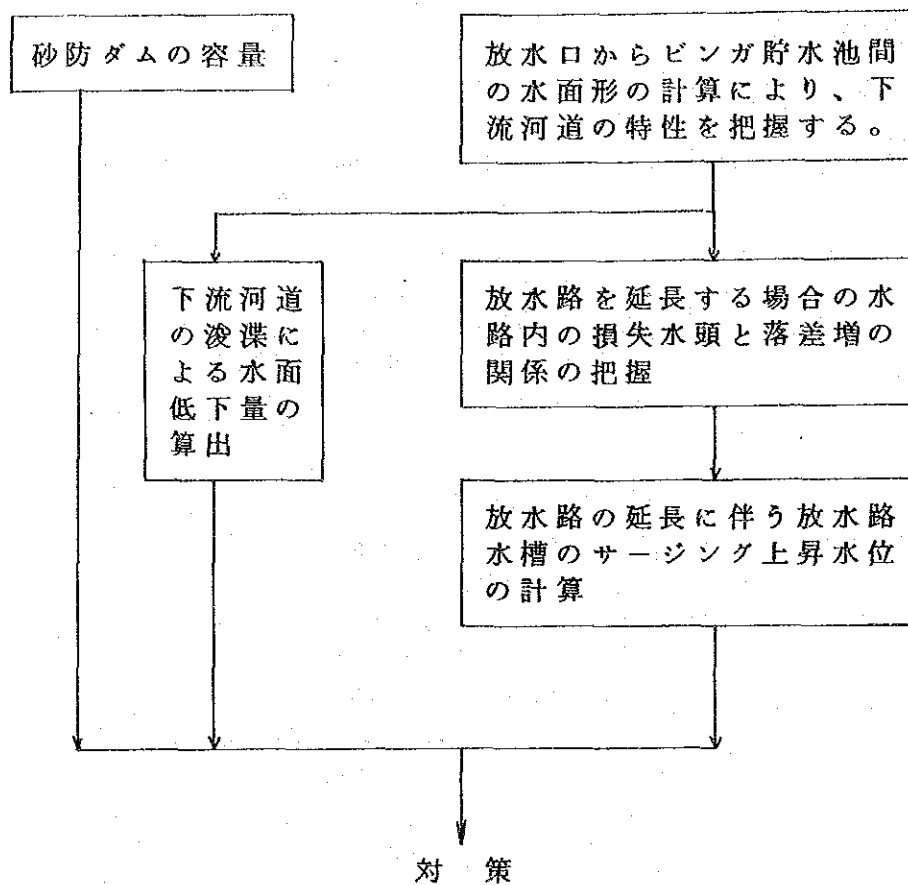 砂防ダムの容量
放水口からビンガ貯水池間
の水面形の計算により、下
流河道の特性を把握する。
下流河道
の浚渫に
よる水面
低下量の
算出
放水路を延長する場合の水
路内の損失水頭と落差増の
関係の把握
放水路の延長に伴う放水路
水槽のサージング上昇水位
の計算
対策